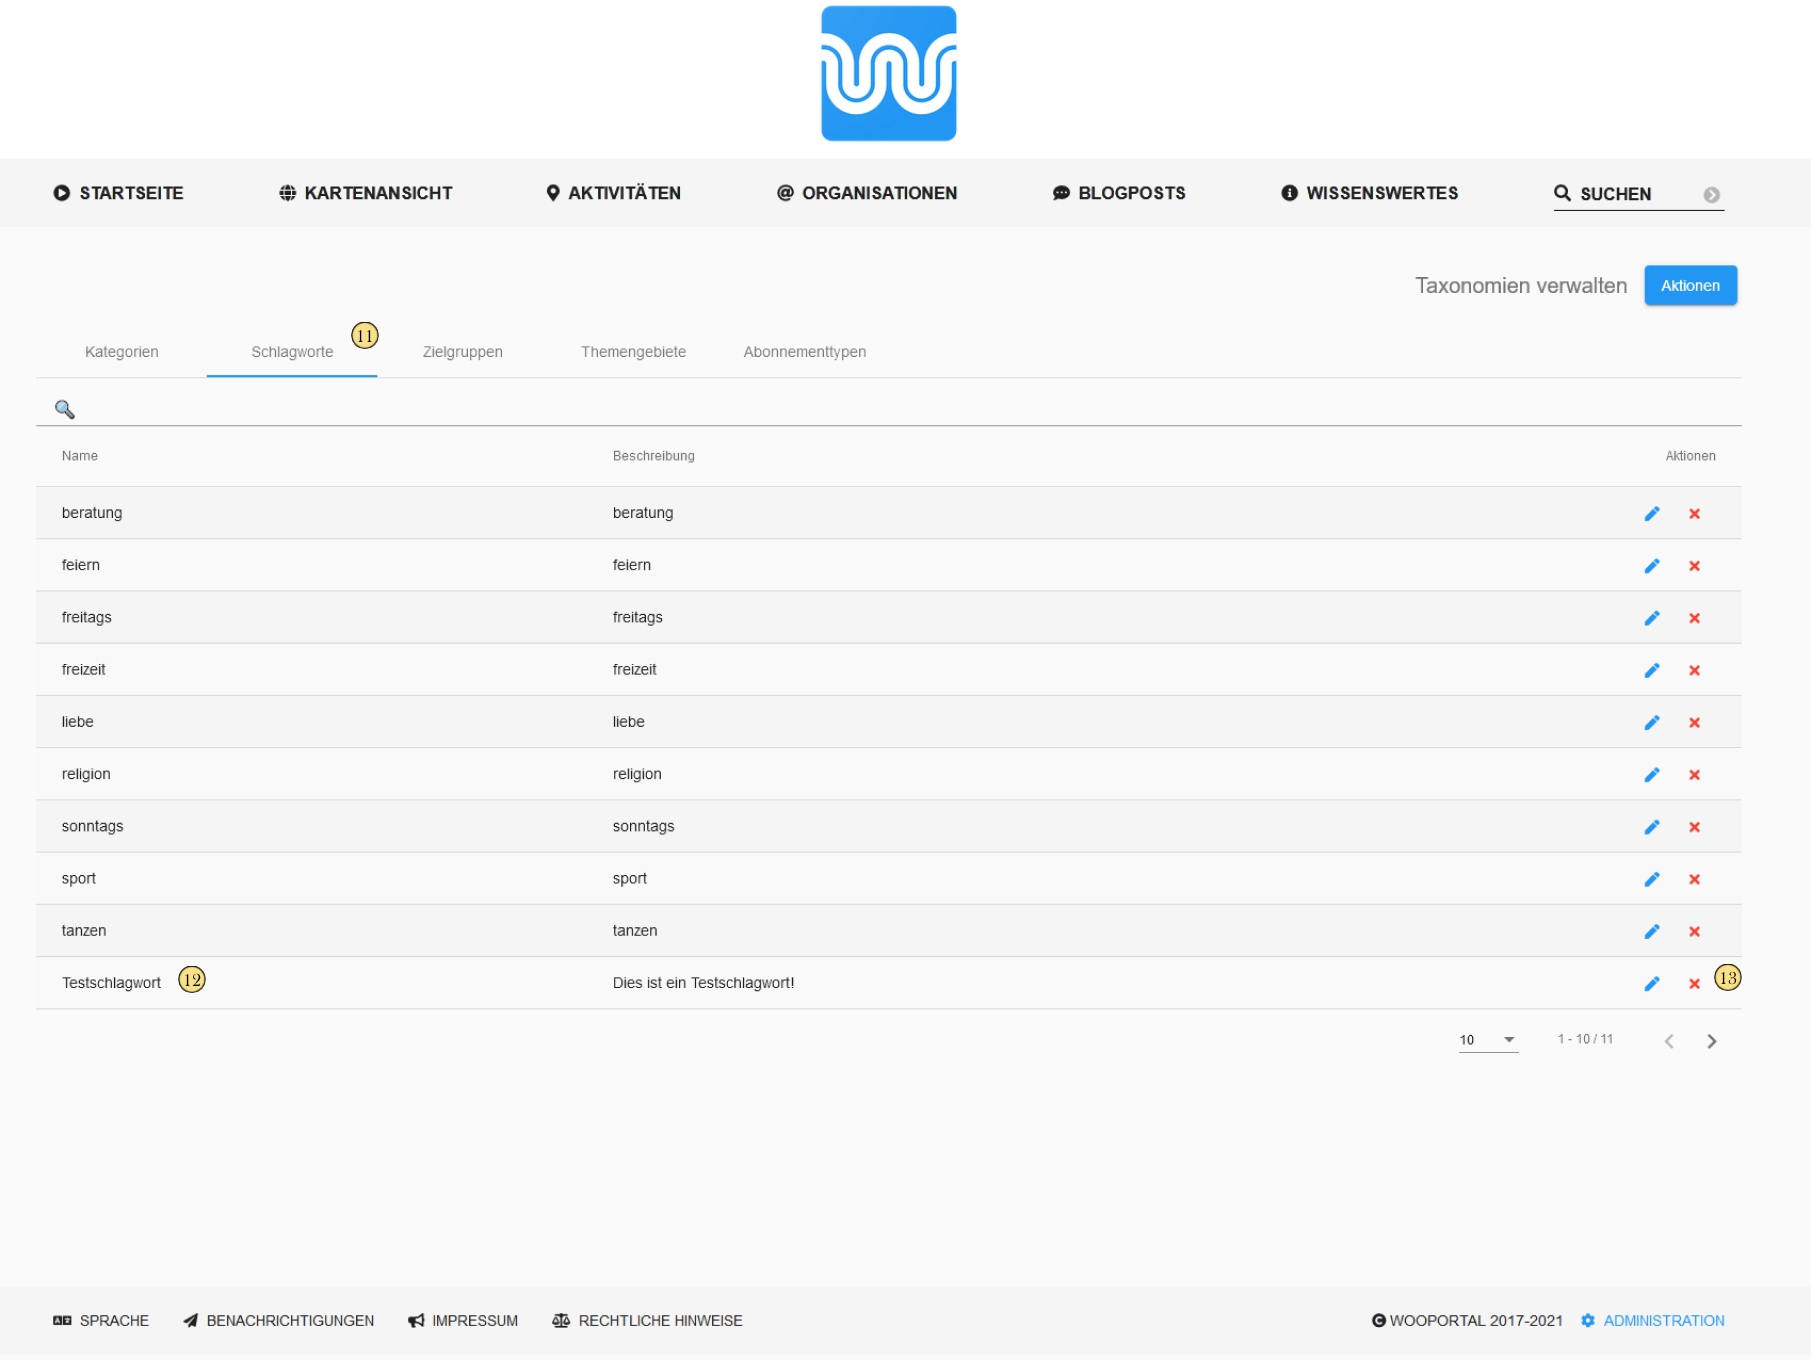 STARTSEITE KARTENANSICHT AKTIVITÄTEN ORGANISATIONEN BLOGPOSTS WISSENSWERTES SUCHEN
Taxonomien verwalten Aktionen
Kategorien Schlagworte 11 Zielgruppen Themengebiete Abonnementtypen
Name Beschreibung Aktionen
beratung beratung
feiern feiern
freitags freitags
freizeit freizeit
liebe liebe
religion religion
sonntags sonntags
sport sport
tanzen tanzen
Testschlagwort 12 Dies ist ein Testschlagwort! 13
10 1 - 10 / 11
SPRACHE BENACHRICHTIGUNGEN IMPRESSUM RECHTLICHE HINWEISE WOOPORTAL 2017-2021 ADMINISTRATION